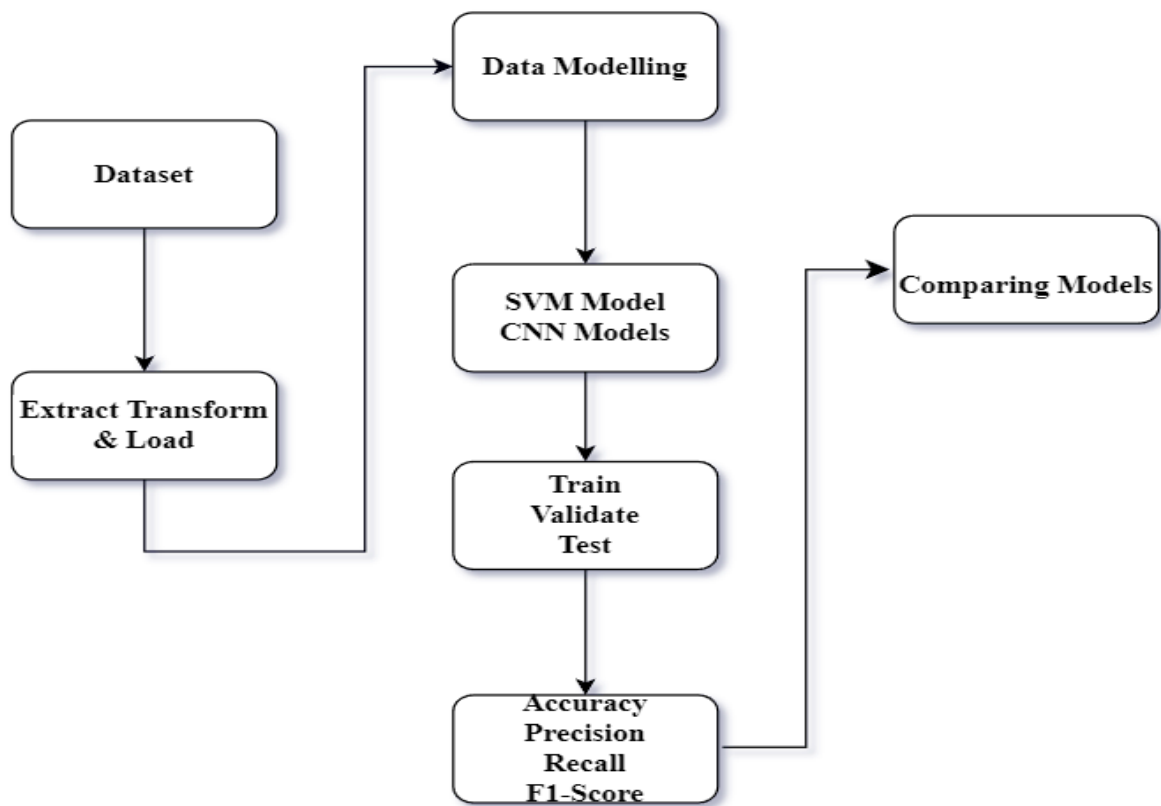 Dataset
Extract Transform
& Load
Data Modelling
SVM Model
CNN Models
Train
Validate
Test
Accuracy
Precision
Recall
F1-Score
Comparing Models